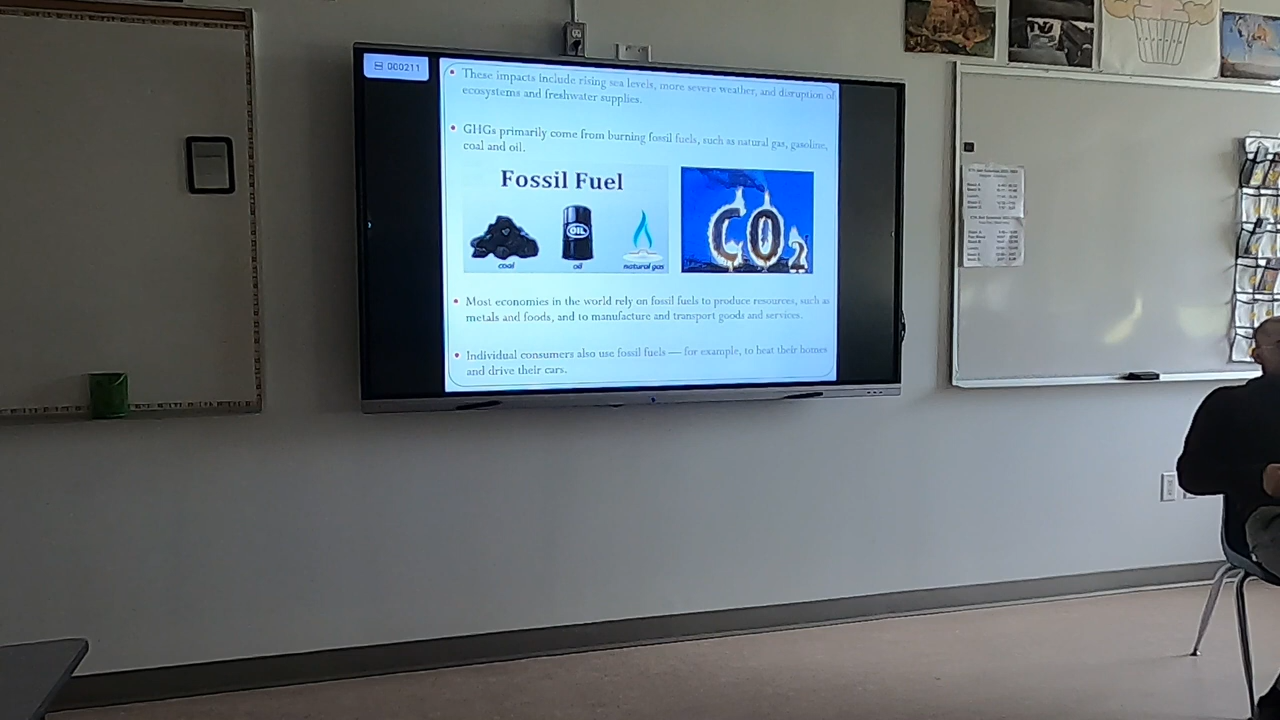 000211
• These impacts include rising sea levels, more severe weather, and disruption of
ecosystems and freshwater supplies.
• GHGs primarily come from burning fossil fuels, such as natural gas, gasoline,
coal and oil.
Fossil Fuel
OIL
coal
oil
natural gas
CO2
• Most economies in the world rely on fossil fuels to produce resources, such as
metals and foods, and to manufacture and transport goods and services.
• Individual consumers also use fossil fuels — for example, to heat their homes
and drive their cars.